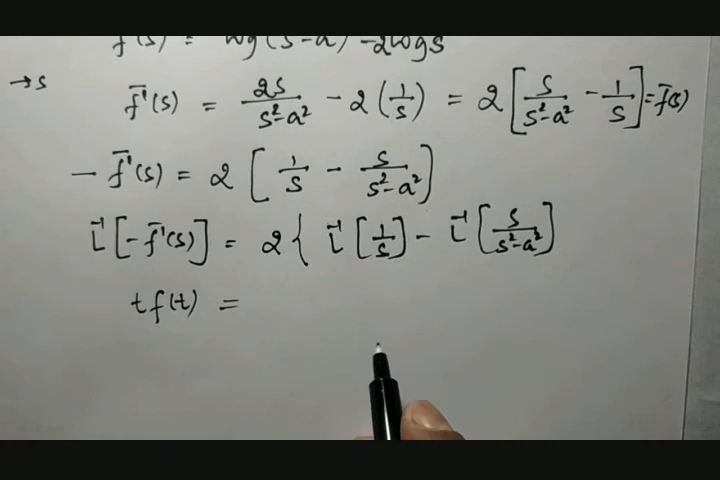 f(s) = log(s²-a²) - 2logs
→s
f̄'(s) = 2s/(s²-a²) - 2(1/s) = 2[s/(s²-a²) - 1/s] = f̄(s)
- f̄'(s) = 2[1/s - s/(s²-a²)]
L⁻¹[-f̄'(s)] = 2{L⁻¹[1/s] - L⁻¹[s/(s²-a²)]
tf(t) =